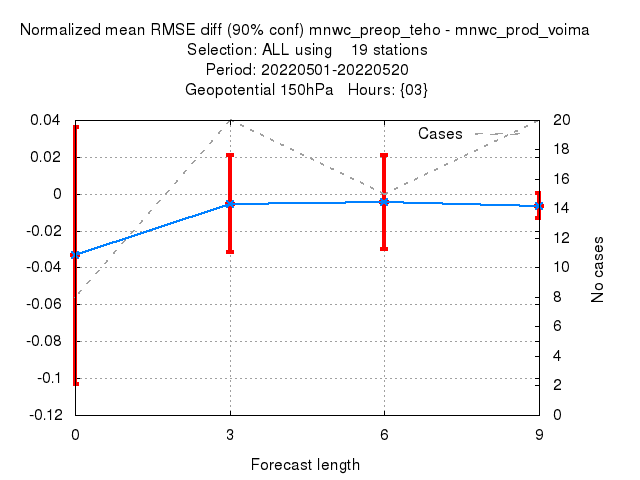 Normalized mean RMSE diff (90% conf) mnwc_preop_teho - mnwc_prod_voima
Selection: ALL using    19 stations
Period: 20220501-20220520
Geopotential 150hPa   Hours: {03}
0.04
0.02
0
-0.02
-0.04
-0.06
-0.08
-0.1
-0.12
Cases
20
18
16
14
12
10
8
6
4
2
0
No cases
0 3 6 9
Forecast length